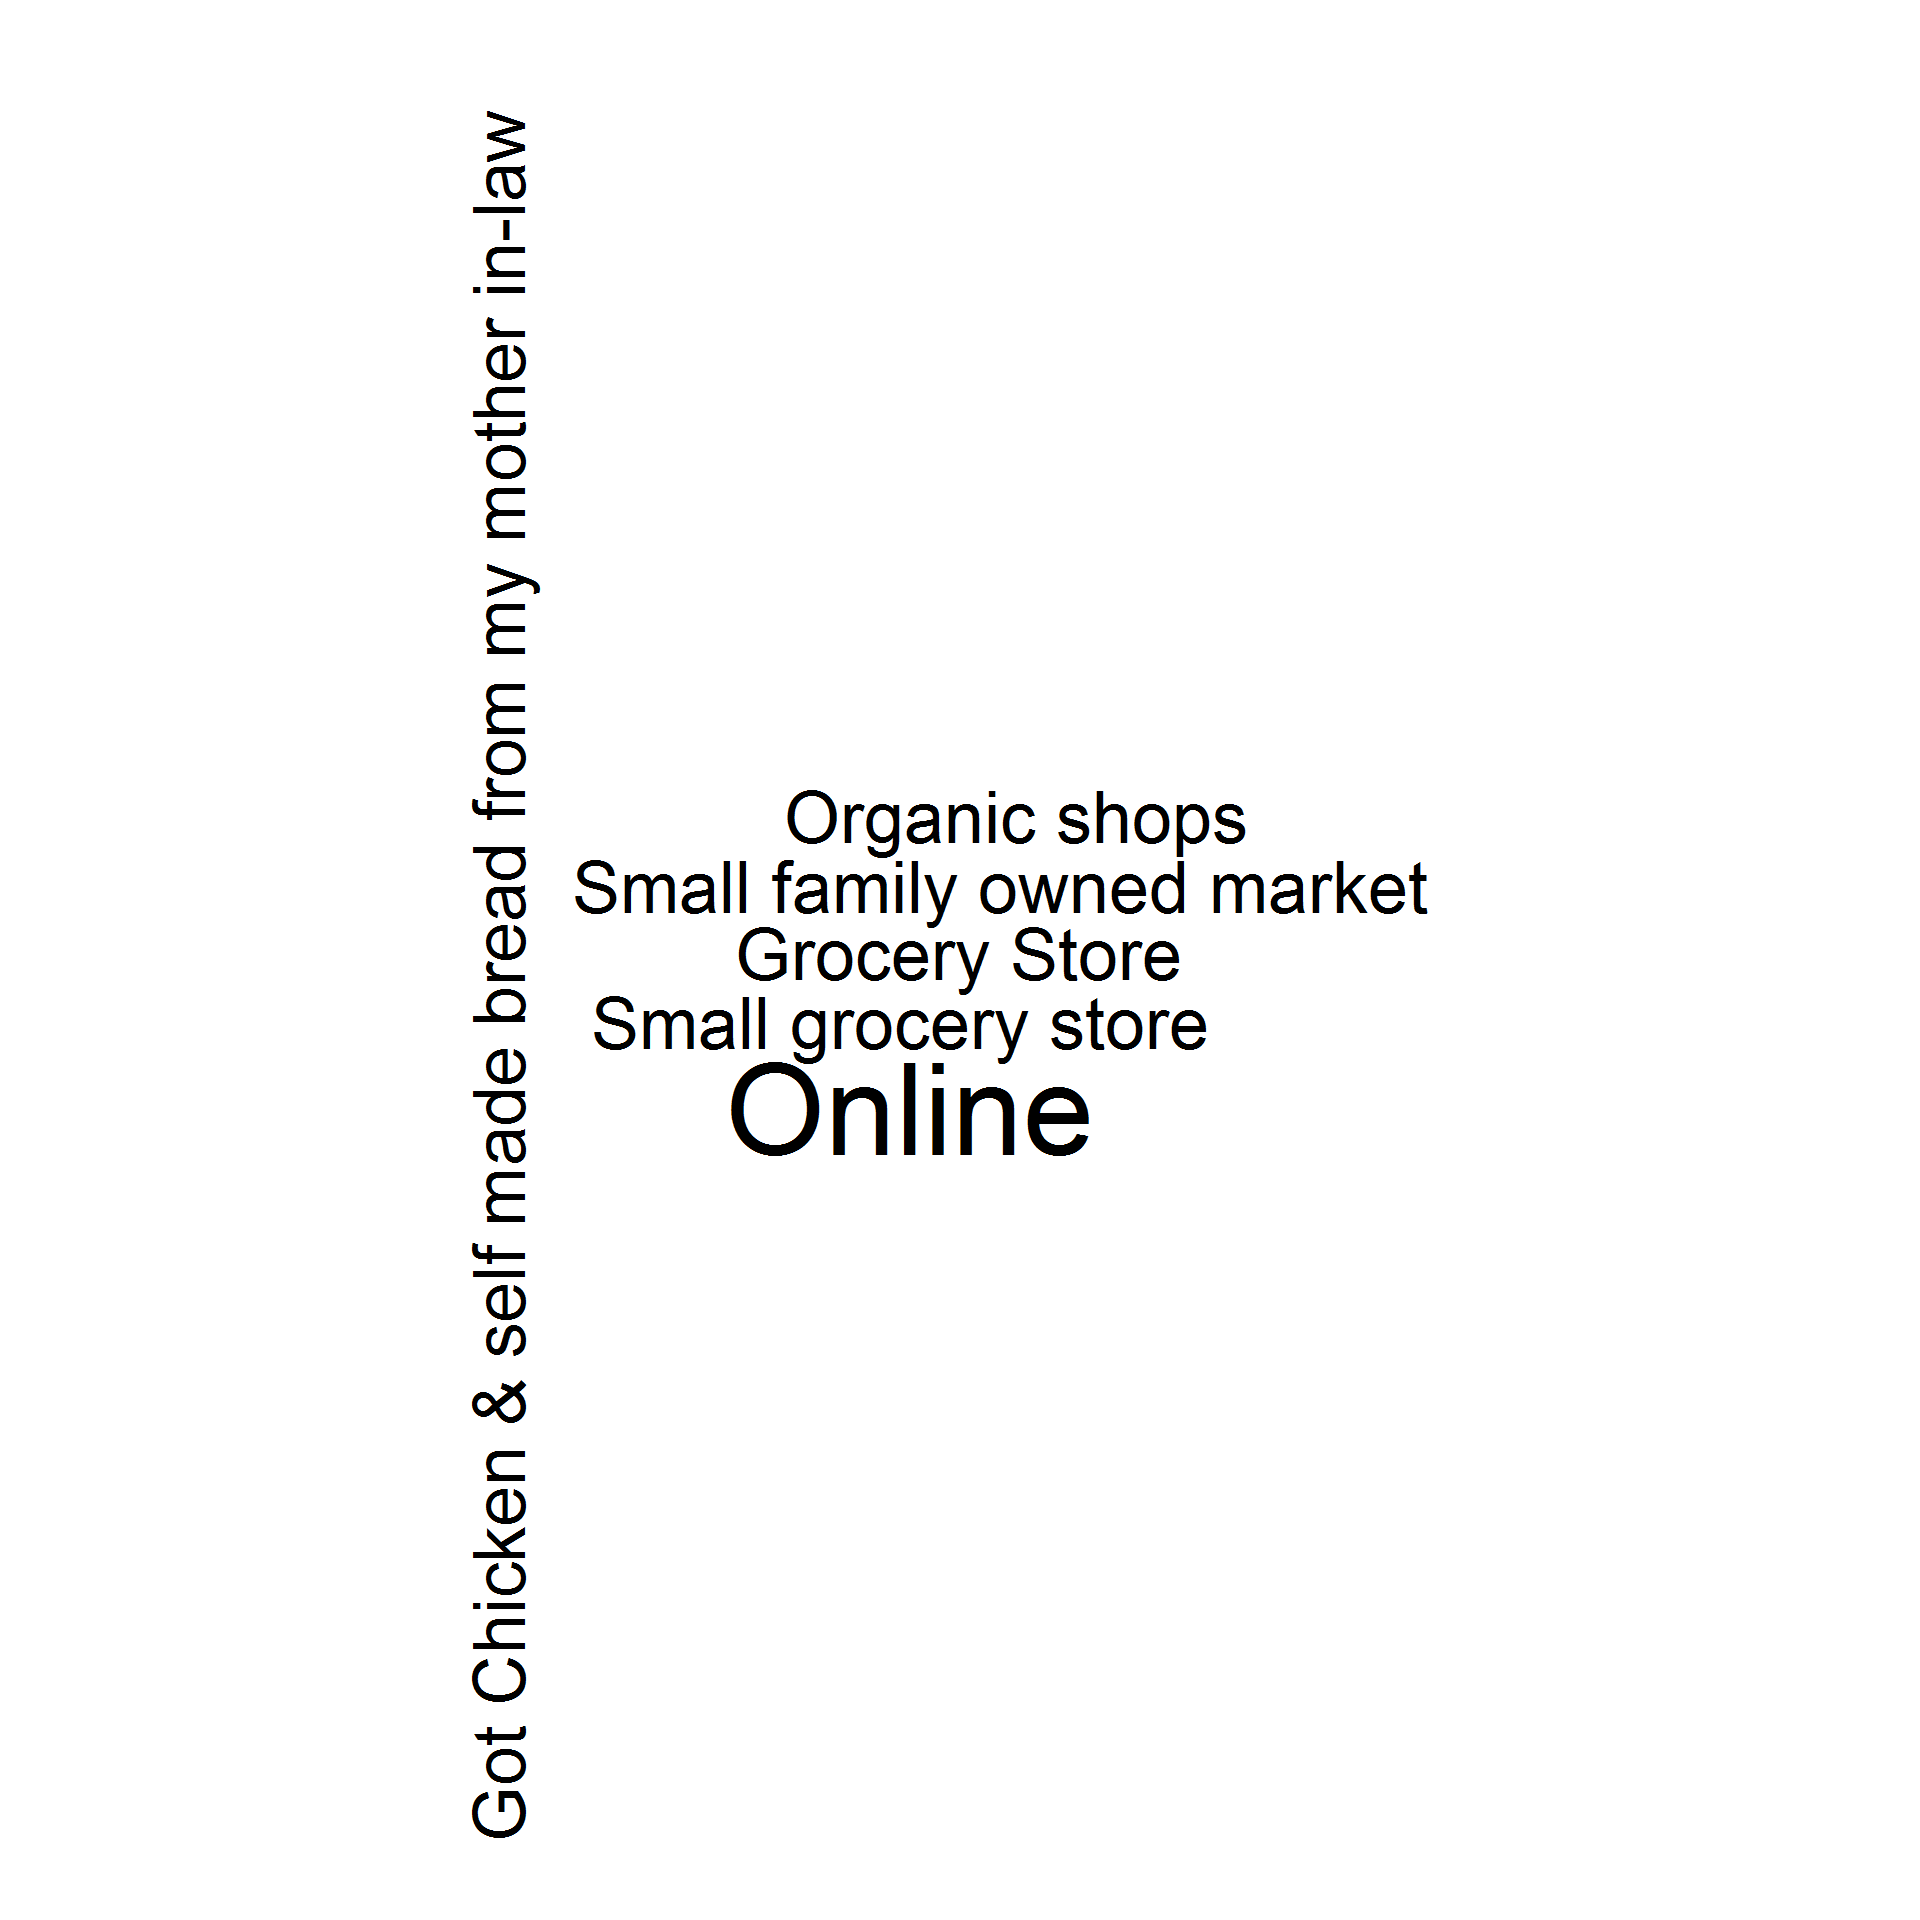 Got Chicken & self made bread from my mother in-law
Organic shops
Small family owned market
Grocery Store
Small grocery store
Online